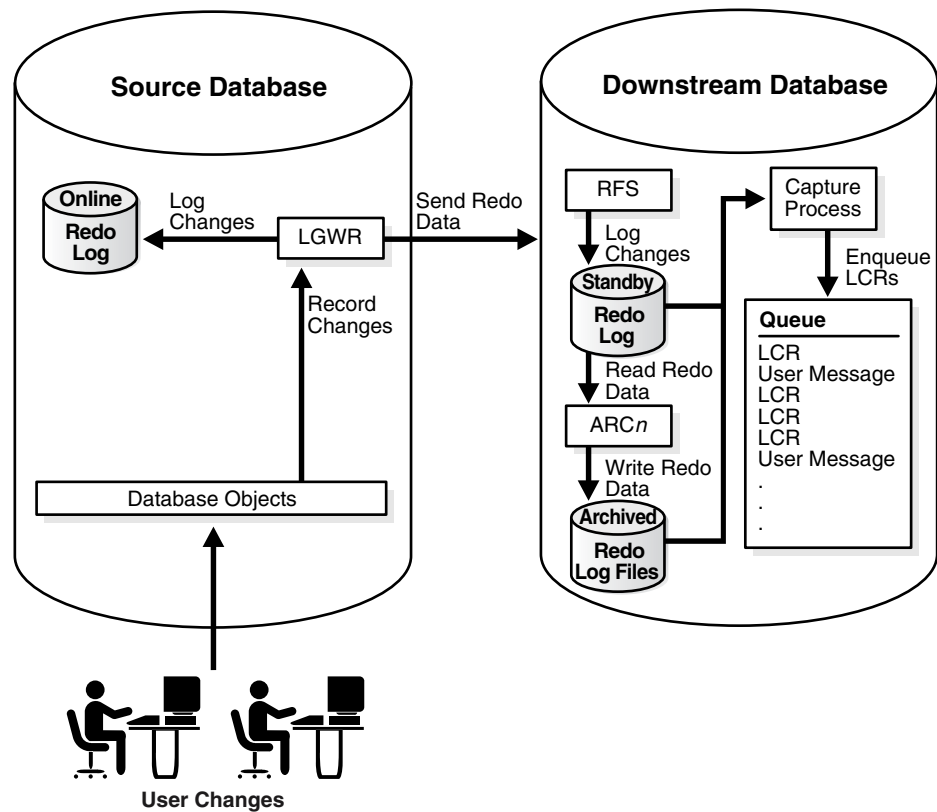 Source Database
Online
Redo
Log
Log
Changes
LGWR
Send Redo
Data
Record
Changes
Database Objects
User Changes
Downstream Database
RFS
Log
Changes
Standby
Redo
Log
Read Redo
Data
ARCn
Write Redo
Data
Archived
Redo
Log Files
Capture
Process
Enqueue
LCRs
Queue
LCR
User Message
LCR
LCR
LCR
User Message
.
.
.